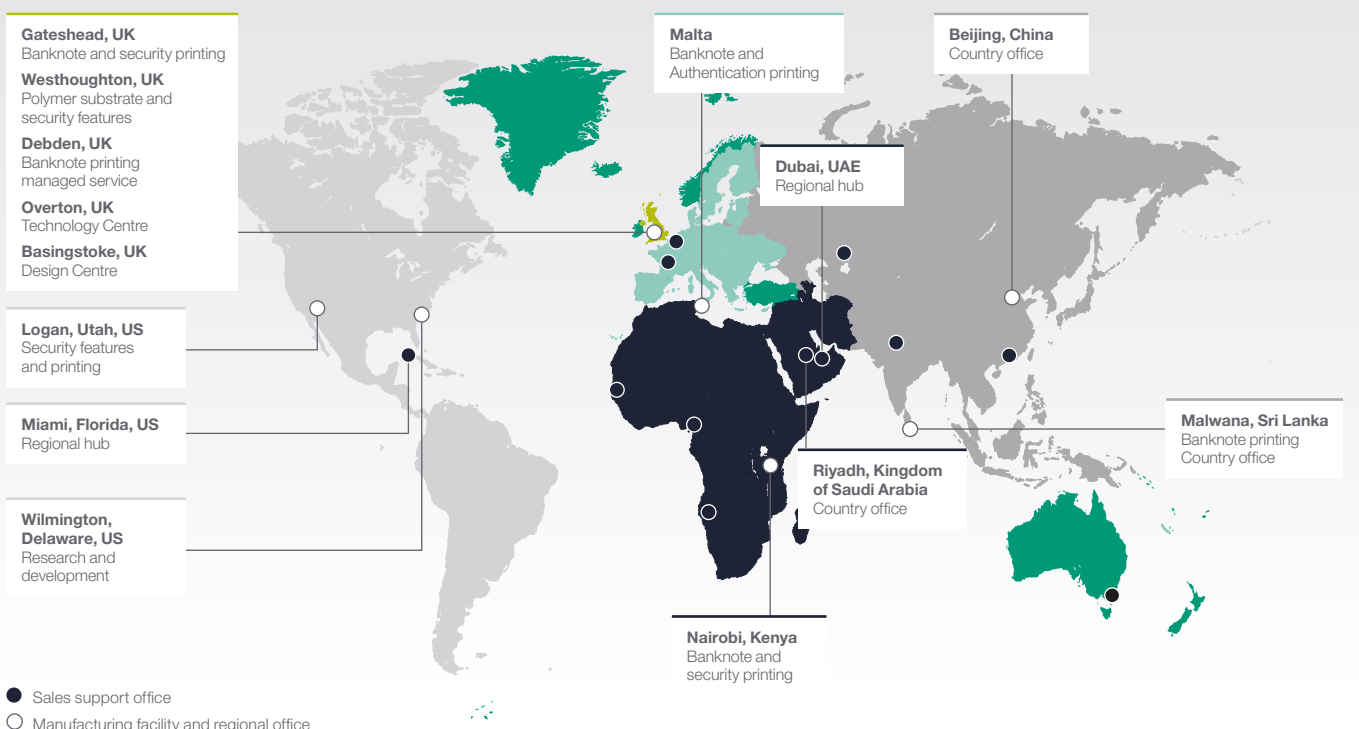 Gateshead, UK
Banknote and security printing
Westhoughton, UK
Polymer substrate and
security features
Debden, UK
Banknote printing
managed service
Overton, UK
Technology Centre
Basingstoke, UK
Design Centre
Logan, Utah, US
Security features
and printing
Miami, Florida, US
Regional hub
Wilmington,
Delaware, US
Research and
development
Malta
Banknote and
Authentication printing
Beijing, China
Country office
Dubai, UAE
Regional hub
Riyadh, Kingdom
of Saudi Arabia
Country office
Malwana, Sri Lanka
Banknote printing
Country office
Nairobi, Kenya
Banknote and
security printing
Sales support office
Manufacturing facility and regional office